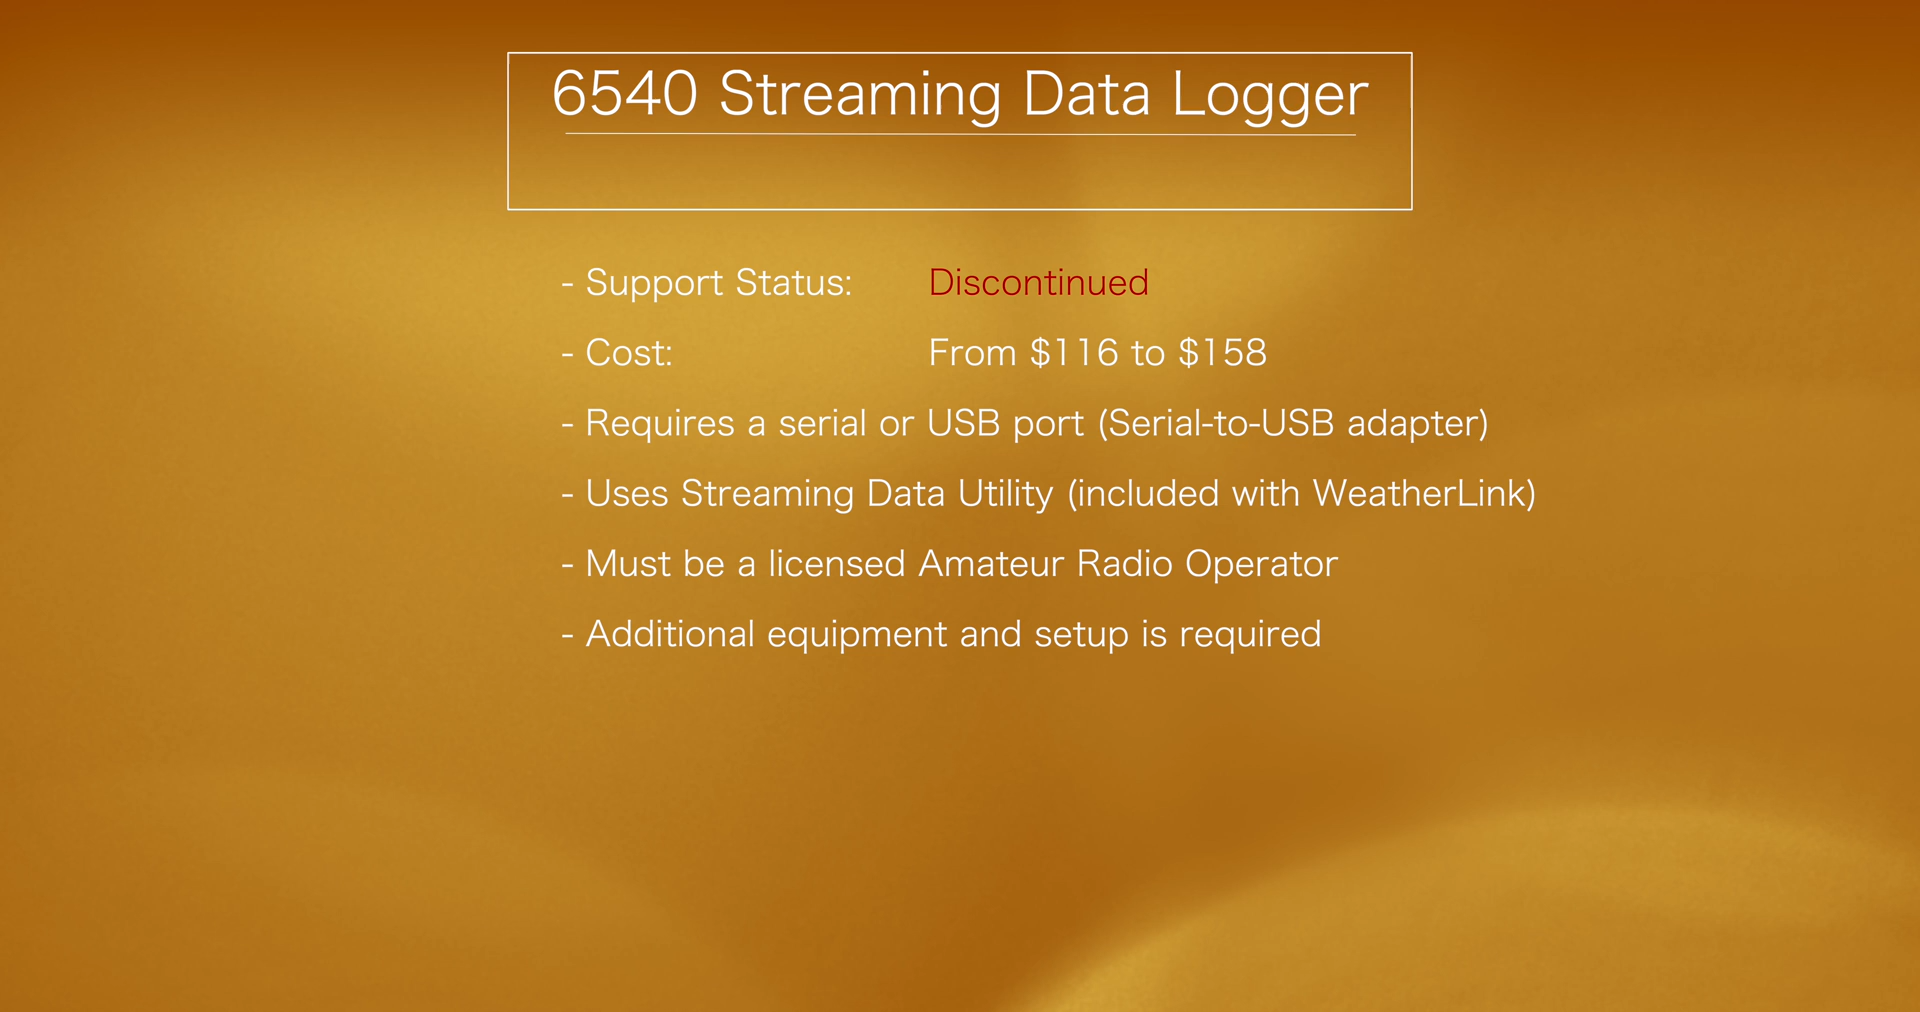 6540 Streaming Data Logger
- Support Status: Discontinued
- Cost: From $116 to $158
- Requires a serial or USB port (Serial-to-USB adapter)
- Uses Streaming Data Utility (included with WeatherLink)
- Must be a licensed Amateur Radio Operator
- Additional equipment and setup is required